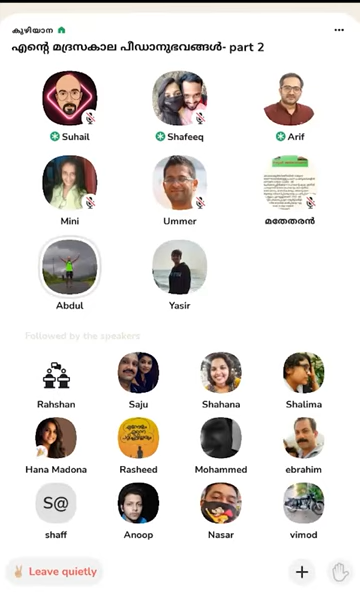 കുഴിയാന
എന്റെ മദ്രസകാല പീഡാനുഭവങ്ങൾ- part 2
Suhail Shafeeq Arif
Mini Ummer മതേതരൻ
Abdul Yasir
Followed by the speakers
Rahshan Saju Shahana Shalima
Hana Madona Rasheed Mohammed ebrahim
S@
shaff Anoop Nasar vimod
Leave quietly